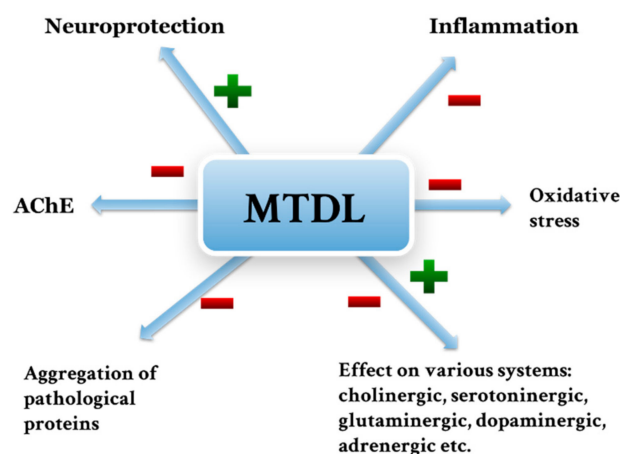 Neuroprotection
Inflammation
+
-
-
-
AChE
MTDL
Oxidative
stress
-
-
+
Aggregation of
pathological
proteins
Effect on various systems:
cholinergic, serotoninergic,
glutaminergic, dopaminergic,
adrenergic etc.